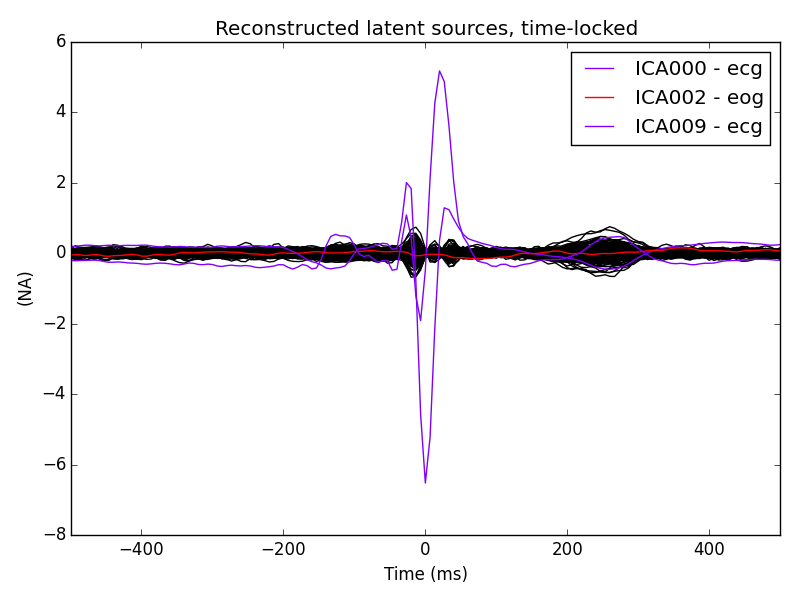 Reconstructed latent sources, time-locked
6
4
2
0
−2
−4
−6
−8
(NA)
ICA000 - ecg
ICA002 - eog
ICA009 - ecg
−400 −200 0 200 400
Time (ms)